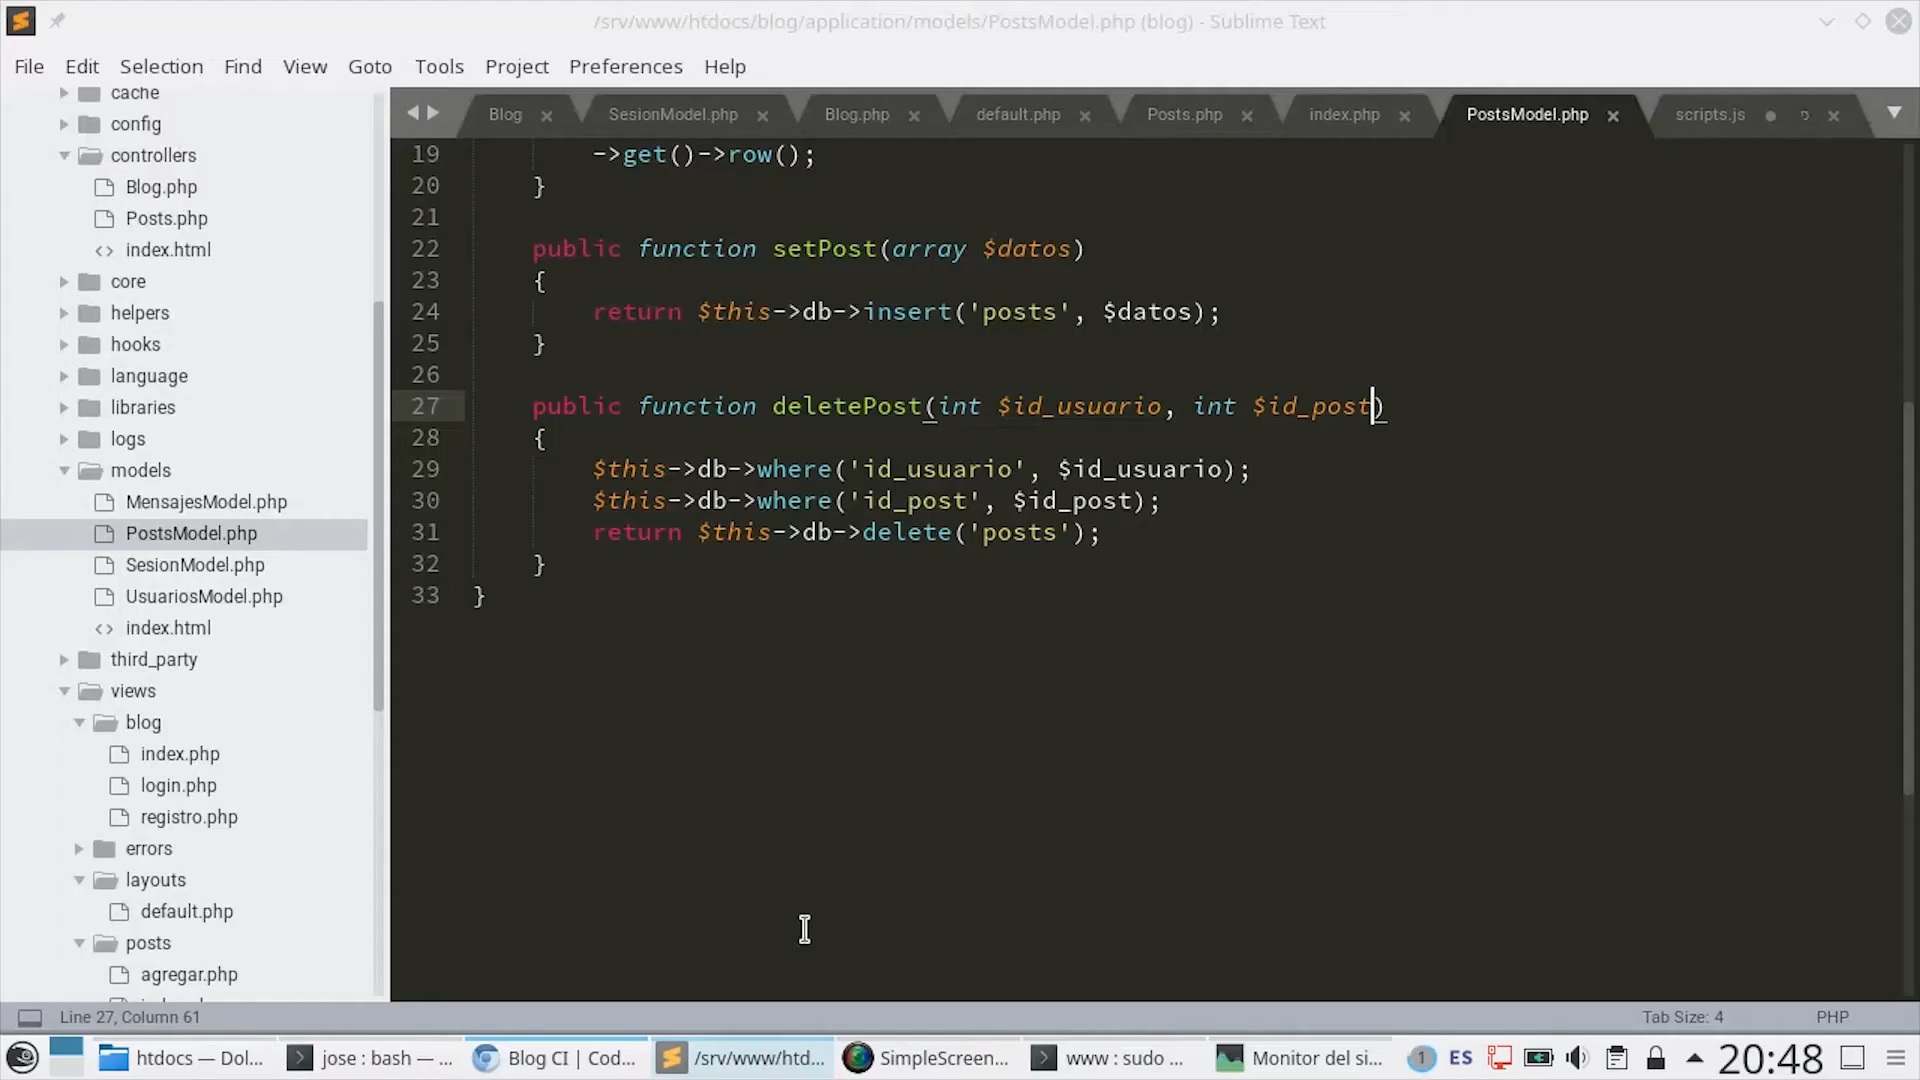 /srv/www/htdocs/blog/application/models/PostsModel.php (blog) - Sublime Text
File Edit Selection Find View Goto Tools Project Preferences Help
cache
config
controllers
Blog.php
Posts.php
<> index.html
core
helpers
hooks
language
libraries
logs
models
MensajesModel.php
PostsModel.php
SesionModel.php
UsuariosModel.php
<> index.html
third_party
views
blog
index.php
login.php
registro.php
errors
layouts
default.php
posts
agregar.php
Blog SesionModel.php Blog.php default.php Posts.php index.php PostsModel.php scripts.js
19 ->get()->row();
20 }
21
22 public function setPost(array $datos)
23 {
24 return $this->db->insert('posts', $datos);
25 }
26
27 public function deletePost(int $id_usuario, int $id_post)
28 {
29 $this->db->where('id_usuario', $id_usuario);
30 $this->db->where('id_post', $id_post);
31 return $this->db->delete('posts');
32 }
33 }
Line 27, Column 61 Tab Size: 4 PHP
htdocs — Dol... jose : bash — ... Blog CI | Cod... /srv/www/htd... SimpleScreen... www : sudo ... Monitor del si... 1 ES 20:48